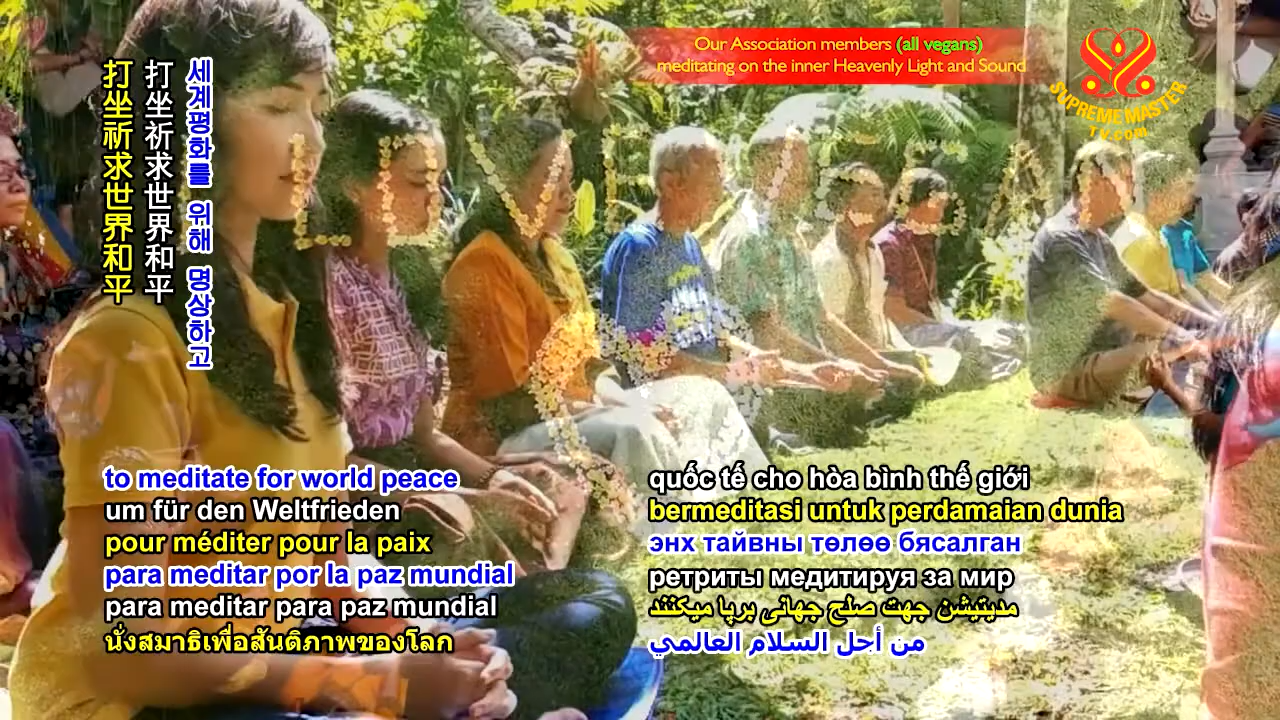 Our Association members (all vegans)
meditating on the inner Heavenly Light and Sound
SUPREME MASTER
TV.com
打坐祈求世界和平
打坐祈求世界和平
세계평화를 위해 명상하고
LOVE
to meditate for world peace
um für den Weltfrieden
pour méditer pour la paix
para meditar por la paz mundial
para meditar para paz mundial
นั่งสมาธิเพื่อสันติภาพของโลก
quốc tế cho hòa bình thế giới
bermeditasi untuk perdamaian dunia
энх тайвны төлөө бясалган
ретриты медитируя за мир
مدیتیشن جهت صلح جهانی برپا میکنند
من أجل السلام العالمي